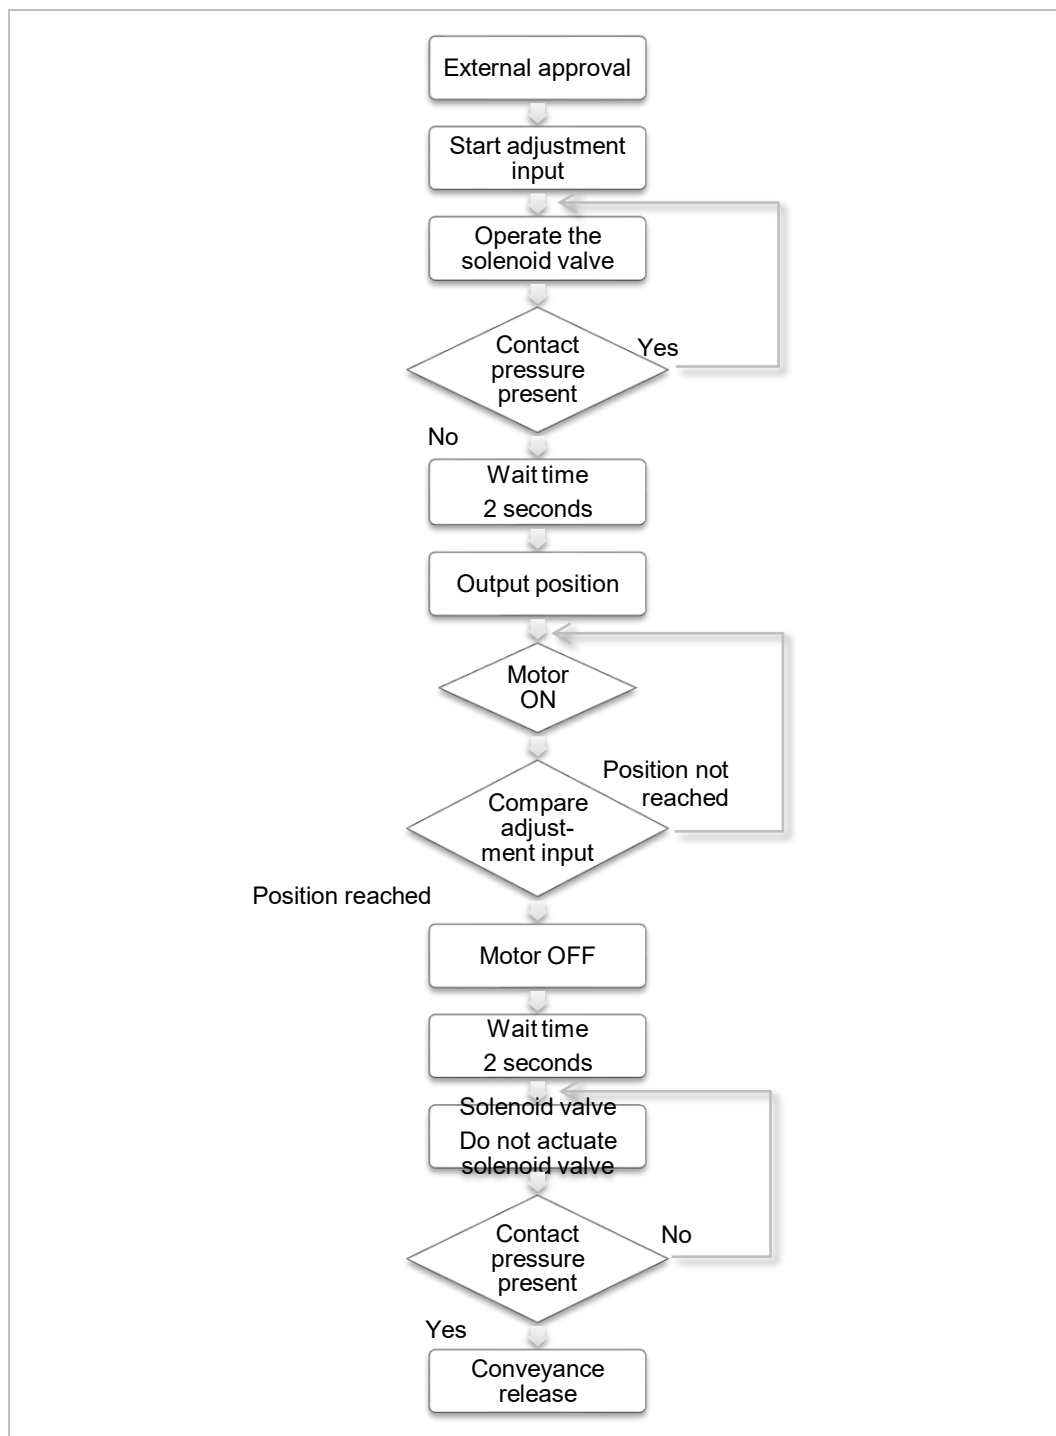 External approval
Start adjustment
input
Operate the
solenoid valve
Contact
pressure
present
Yes
No
Wait time
2 seconds
Output position
Motor
ON
Position not
reached
Compare
adjust-
ment input
Position reached
Motor OFF
Wait time
2 seconds
Solenoid valve
Do not actuate
solenoid valve
Contact
pressure
present
No
Yes
Conveyance
release